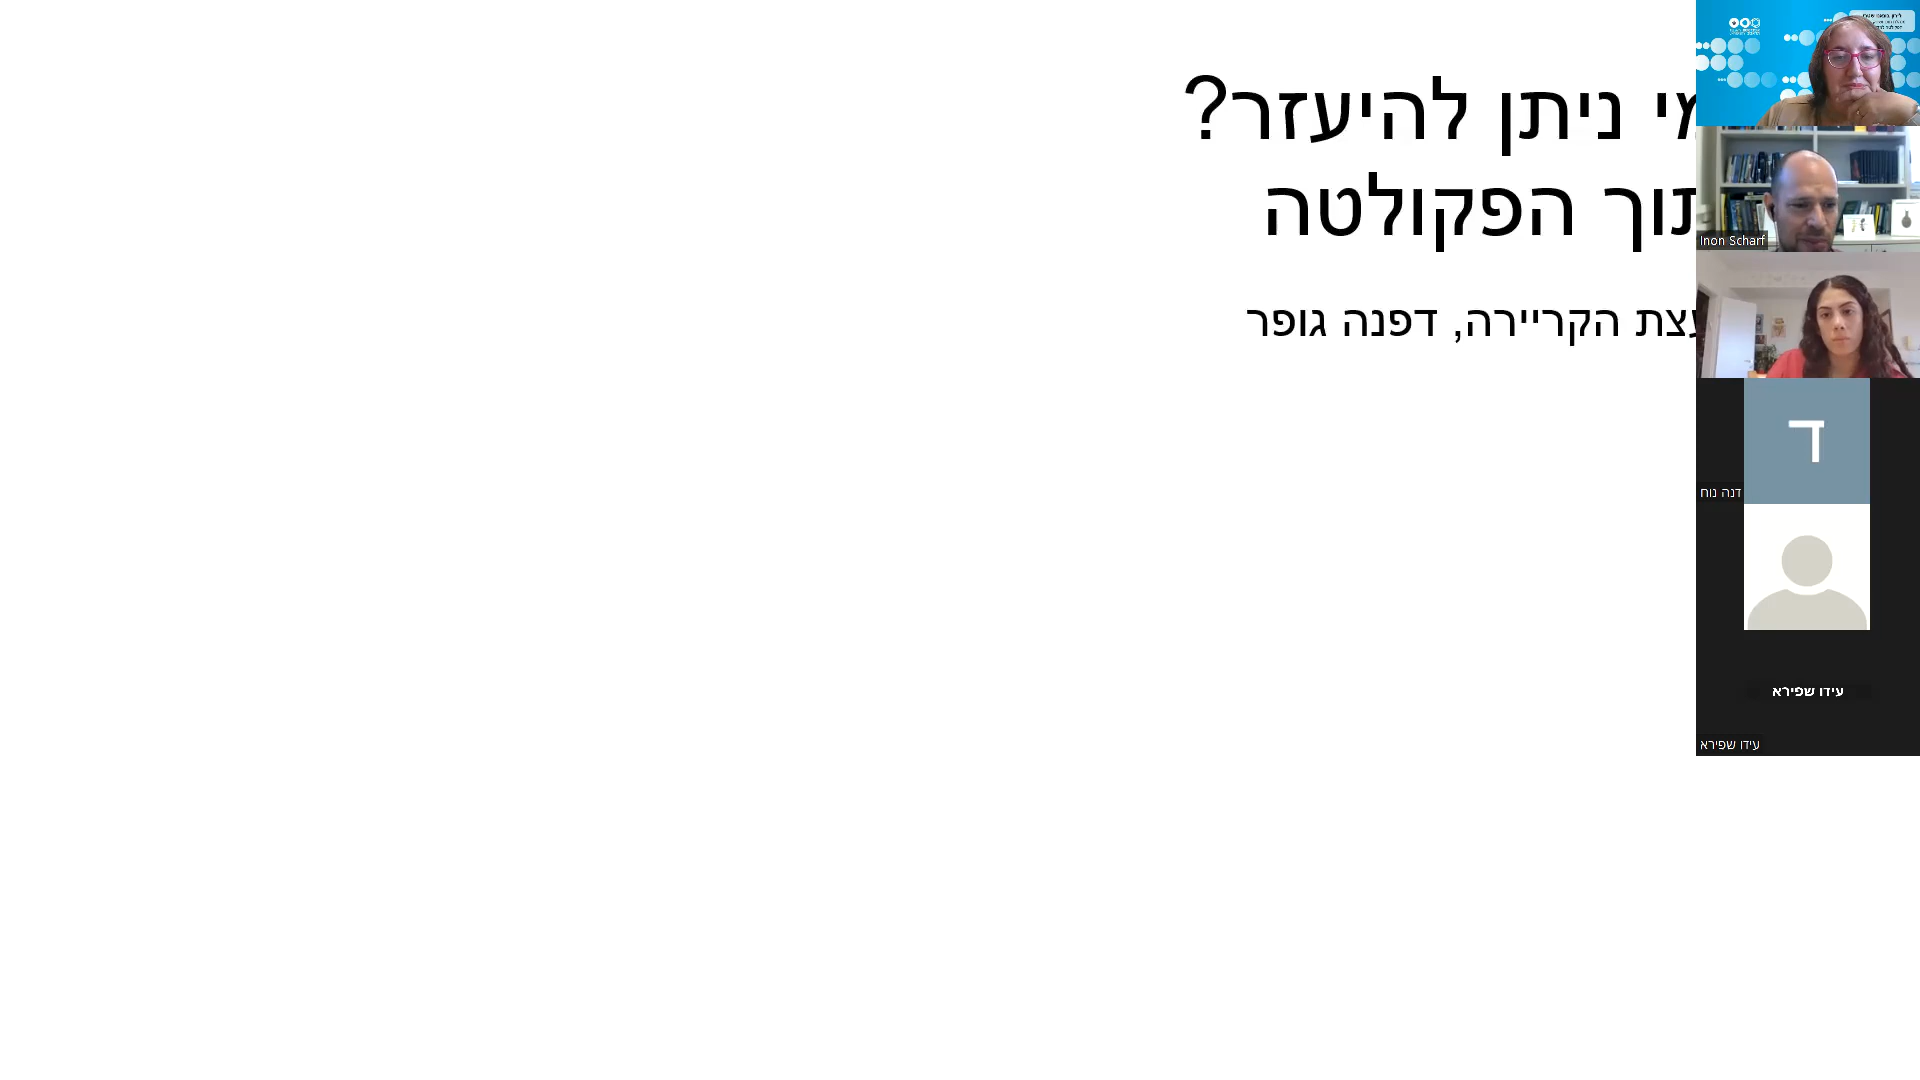 מי ניתן להיעזר?
תוך הפקולטה
עצת הקריירה, דפנה גופר
Inon Scharf
ד
דנה נוח
עידו שפירא
עידו שפירא